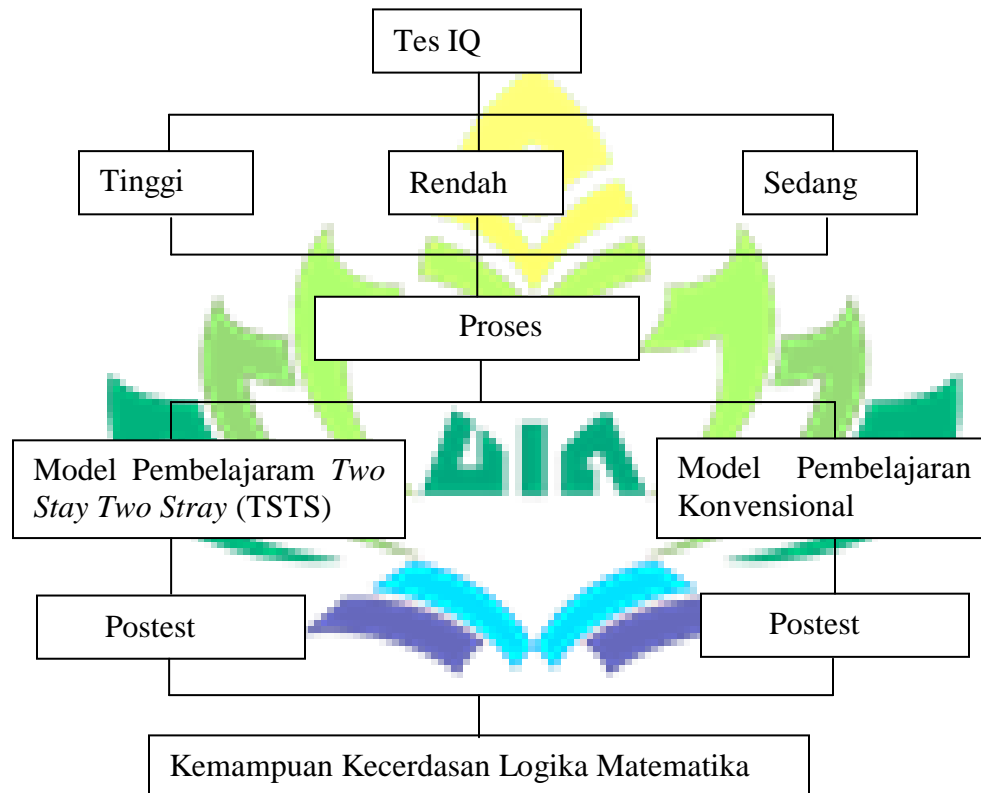 Tes IQ
Tinggi
Rendah
Sedang
Proses
Model Pembelajaram Two
Stay Two Stray (TSTS)
Model Pembelajaran
Konvensional
Postest
Postest
Kemampuan Kecerdasan Logika Matematika